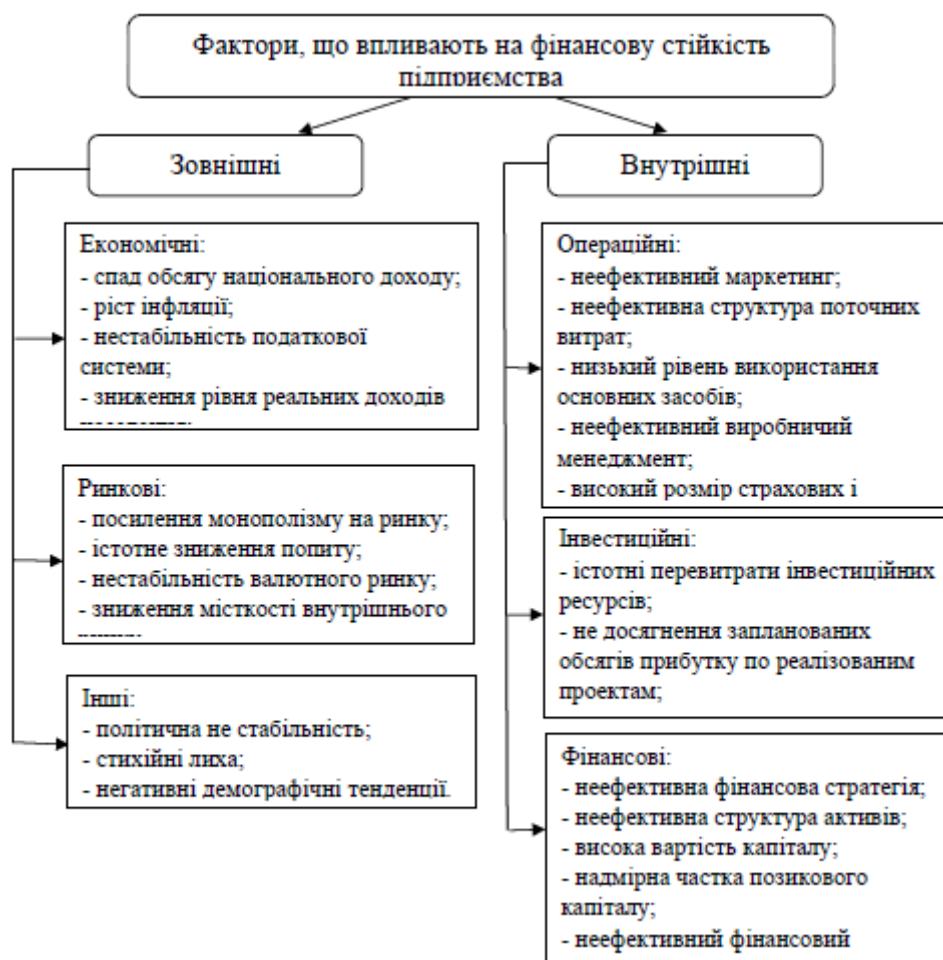 Фактори, що впливають на фінансову стійкість
підприємства
Зовнішні
Економічні:
- спад обсягу національного доходу;
- ріст інфляції;
- нестабільність податкової
системи;
- зниження рівня реальних доходів
Ринкові:
- посилення монополізму на ринку;
- істотне зниження попиту;
- нестабільність валютного ринку;
- зниження місткості внутрішнього
Інші:
- політична не стабільність;
- стихійні лиха;
- негативні демографічні тенденції.
Внутрішні
Операційні:
- неефективний маркетинг;
- неефективна структура поточних
витрат;
- низький рівень використання
основних засобів;
- неефективний виробничий
менеджмент;
- високий розмір страхових і
Інвестиційні:
- істотні перевитрати інвестиційних
ресурсів;
- не досягнення запланованих
обсягів прибутку по реалізованим
проектам;
Фінансові:
- неефективна фінансова стратегія;
- неефективна структура активів;
- висока вартість капіталу;
- надмірна частка позикового
капіталу;
- неефективний фінансовий